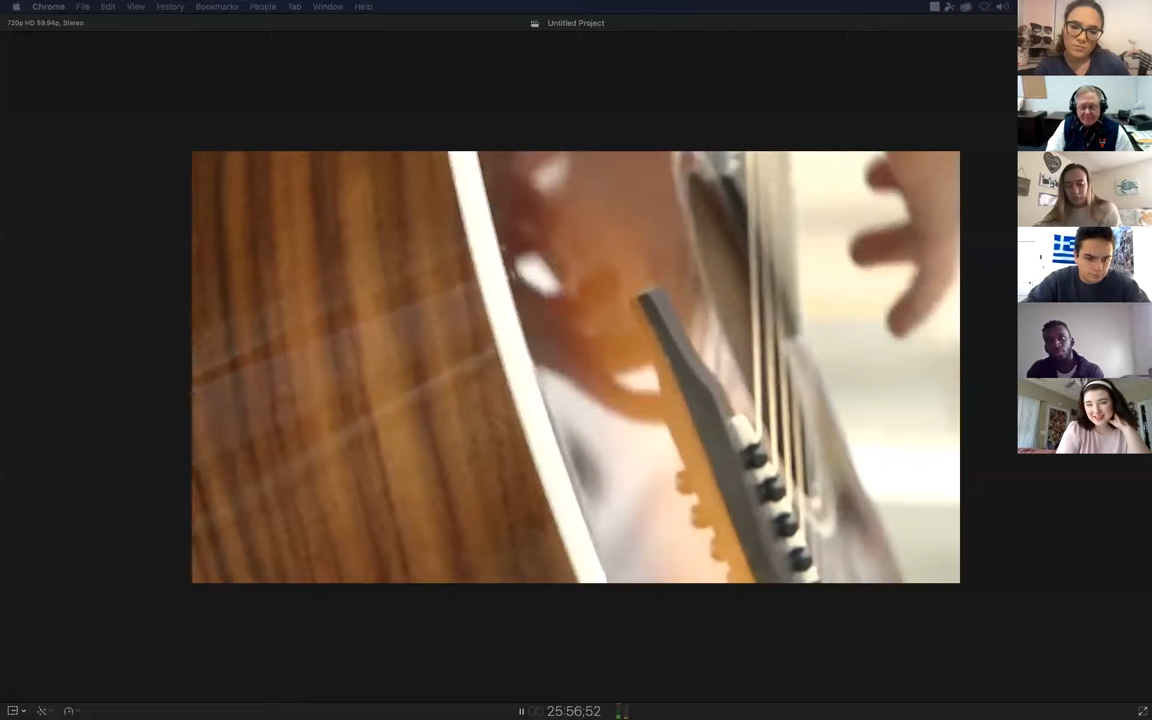 Chrome File Edit View History Bookmarks People Tab Window Help
720p HD 59.94p, Stereo
Untitled Project
25:56;52